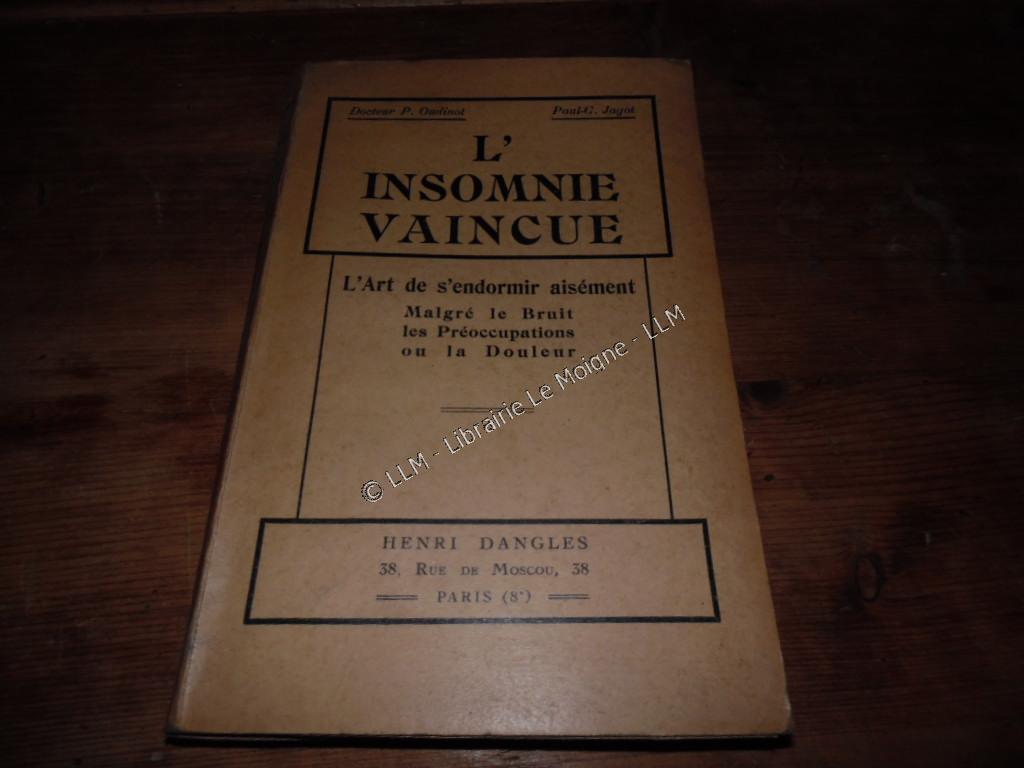 Docteur P. Oudinot Paul-C. Jagot
L'
INSOMNIE
VAINCUE
L'Art de s'endormir aisément
Malgré le Bruit
les Préoccupations
ou la Douleur
© LLM - Librairie Le Moigne - LLM
HENRI DANGLES
38, RUE DE MOSCOU, 38
PARIS (8e)